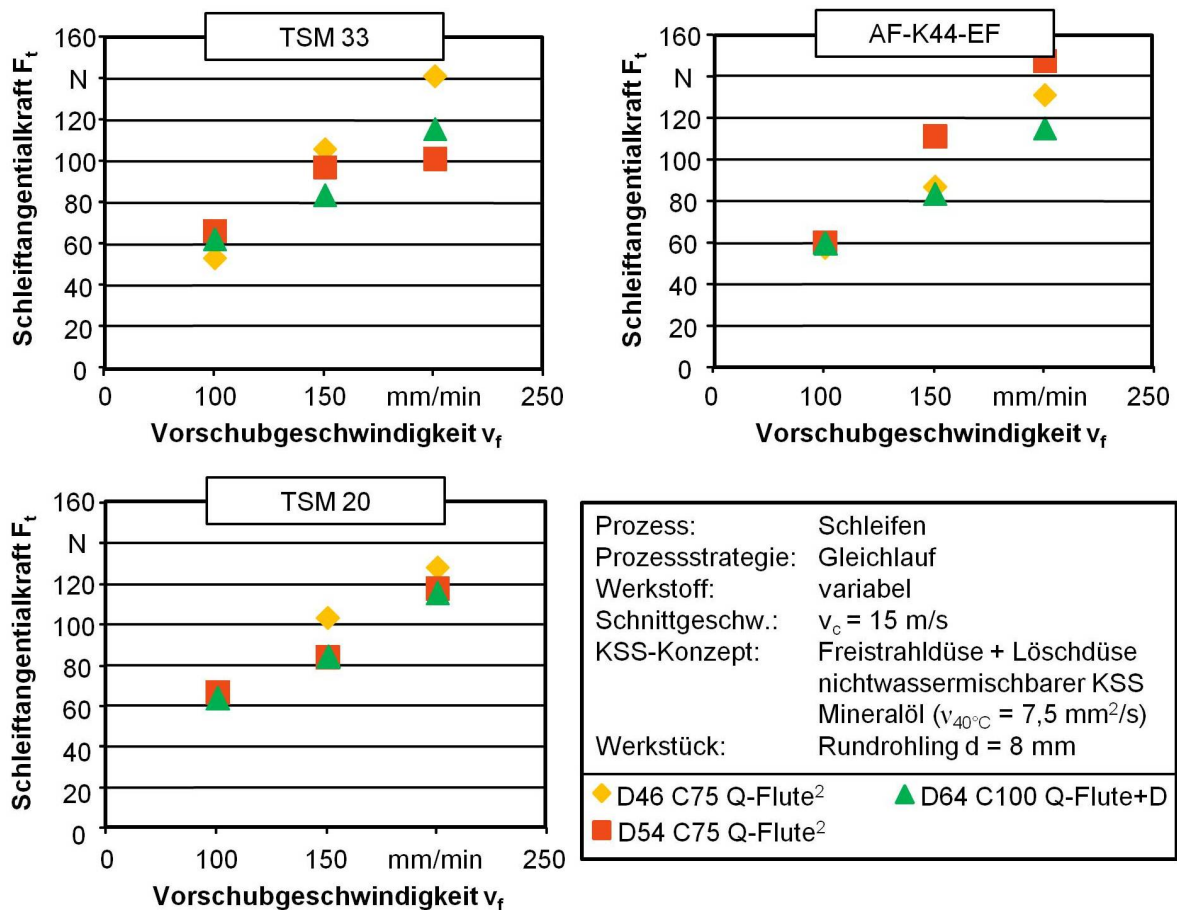 TSM 33
Schleiftangentialkraft Ft
160
N
120
100
80
60
40
20
0
0 100 150 mm/min 250
Vorschubgeschwindigkeit vf
AF-K44-EF
Schleiftangentialkraft Ft
160
N
120
100
80
60
40
20
0
0 100 150 mm/min 250
Vorschubgeschwindigkeit vf
TSM 20
Schleiftangentialkraft Ft
160
N
120
100
80
60
40
20
0
0 100 150 mm/min 250
Vorschubgeschwindigkeit vf
Prozess: Schleifen
Prozessstrategie: Gleichlauf
Werkstoff: variabel
Schnittgeschw.: vc = 15 m/s
KSS-Konzept: Freistrahldüse + Löschdüse
nichtwassermischbarer KSS
Mineralöl (ν40°C = 7,5 mm²/s)
Werkstück: Rundrohling d = 8 mm
D46 C75 Q-Flute² D64 C100 Q-Flute+D
D54 C75 Q-Flute²